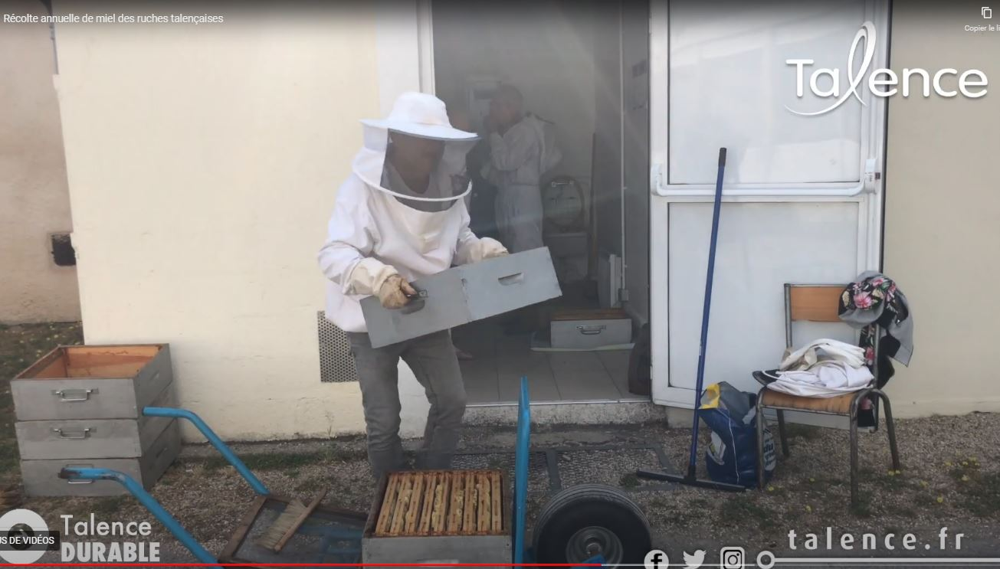 Récolte annuelle de miel des ruches talençaises
Copier le li
Talence
Talence
DURABLE
US DE VIDÉOS
talence.fr